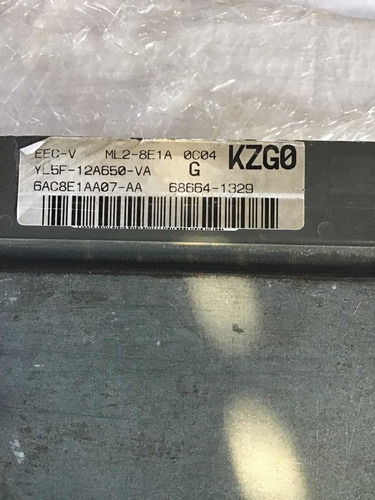 EEC-V ML2-8E1A 0C04 KZG0
YL5F-12A650-VA G
6AC8E1AA07-AA 68664-1329